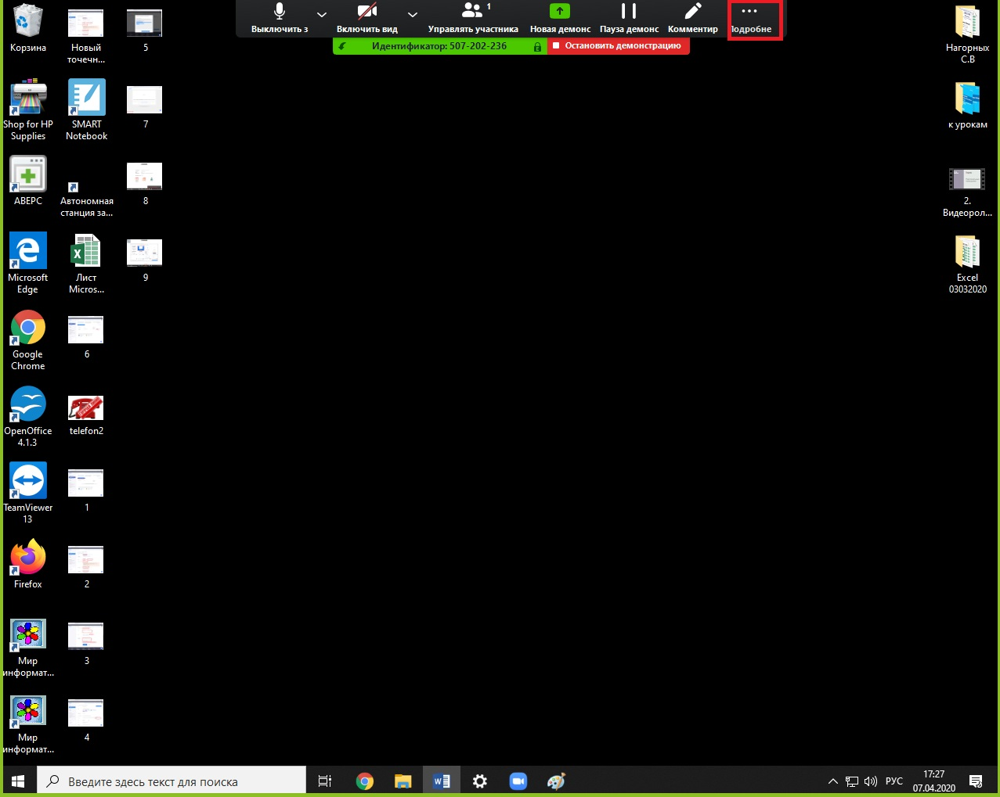 Выключить з
Включить вид
Управлять участника
1
Новая демонс
Пауза демонс
Комментир
Подробне
Идентификатор: 507-202-236
Остановить демонстрацию
Корзина
Новый
точечн...
5
Shop for HP
Supplies
SMART
Notebook
7
АВЕРС
Автономная
станция за...
8
Microsoft
Edge
Лист
Micros...
9
Google
Chrome
6
OpenOffice
4.1.3
telefon2
TeamViewer
13
1
Firefox
2
Мир
информат...
3
Мир
информат...
4
Нагорных
С.В
к урокам
2.
Видеорол...
Excel
03032020
Введите здесь текст для поиска
РУС
17:27
07.04.2020